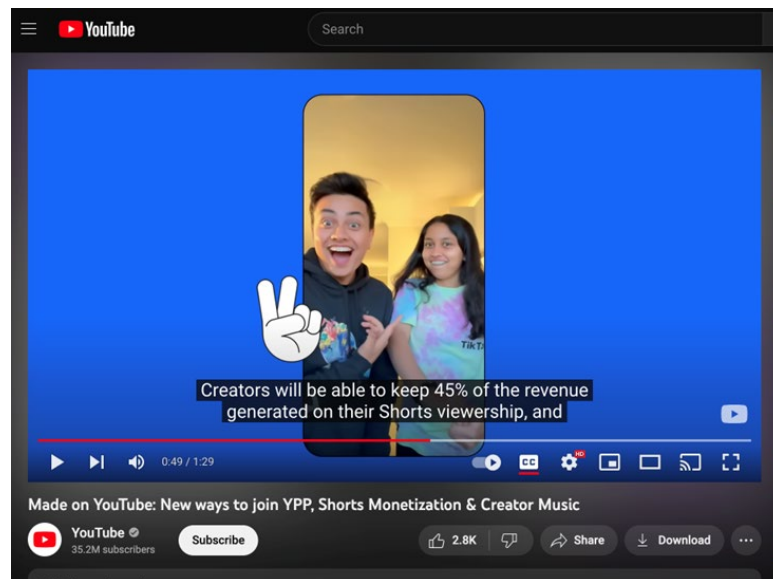 YouTube
Search
TikT
Creators will be able to keep 45% of the revenue
generated on their Shorts viewership, and
0:49 / 1:29
CC
HD
Made on YouTube: New ways to join YPP, Shorts Monetization & Creator Music
YouTube
35.2M subscribers
Subscribe
2.8K
Share
Download